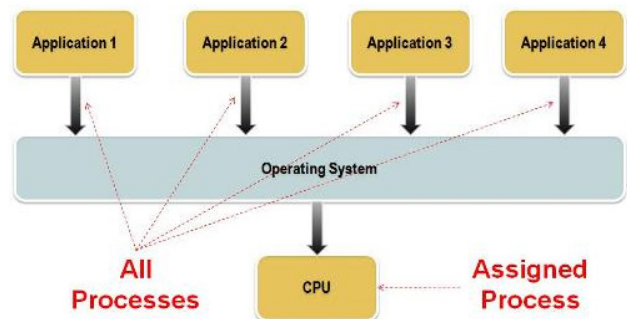 Application 1
Application 2
Application 3
Application 4
Operating System
All
Processes
CPU
Assigned
Process